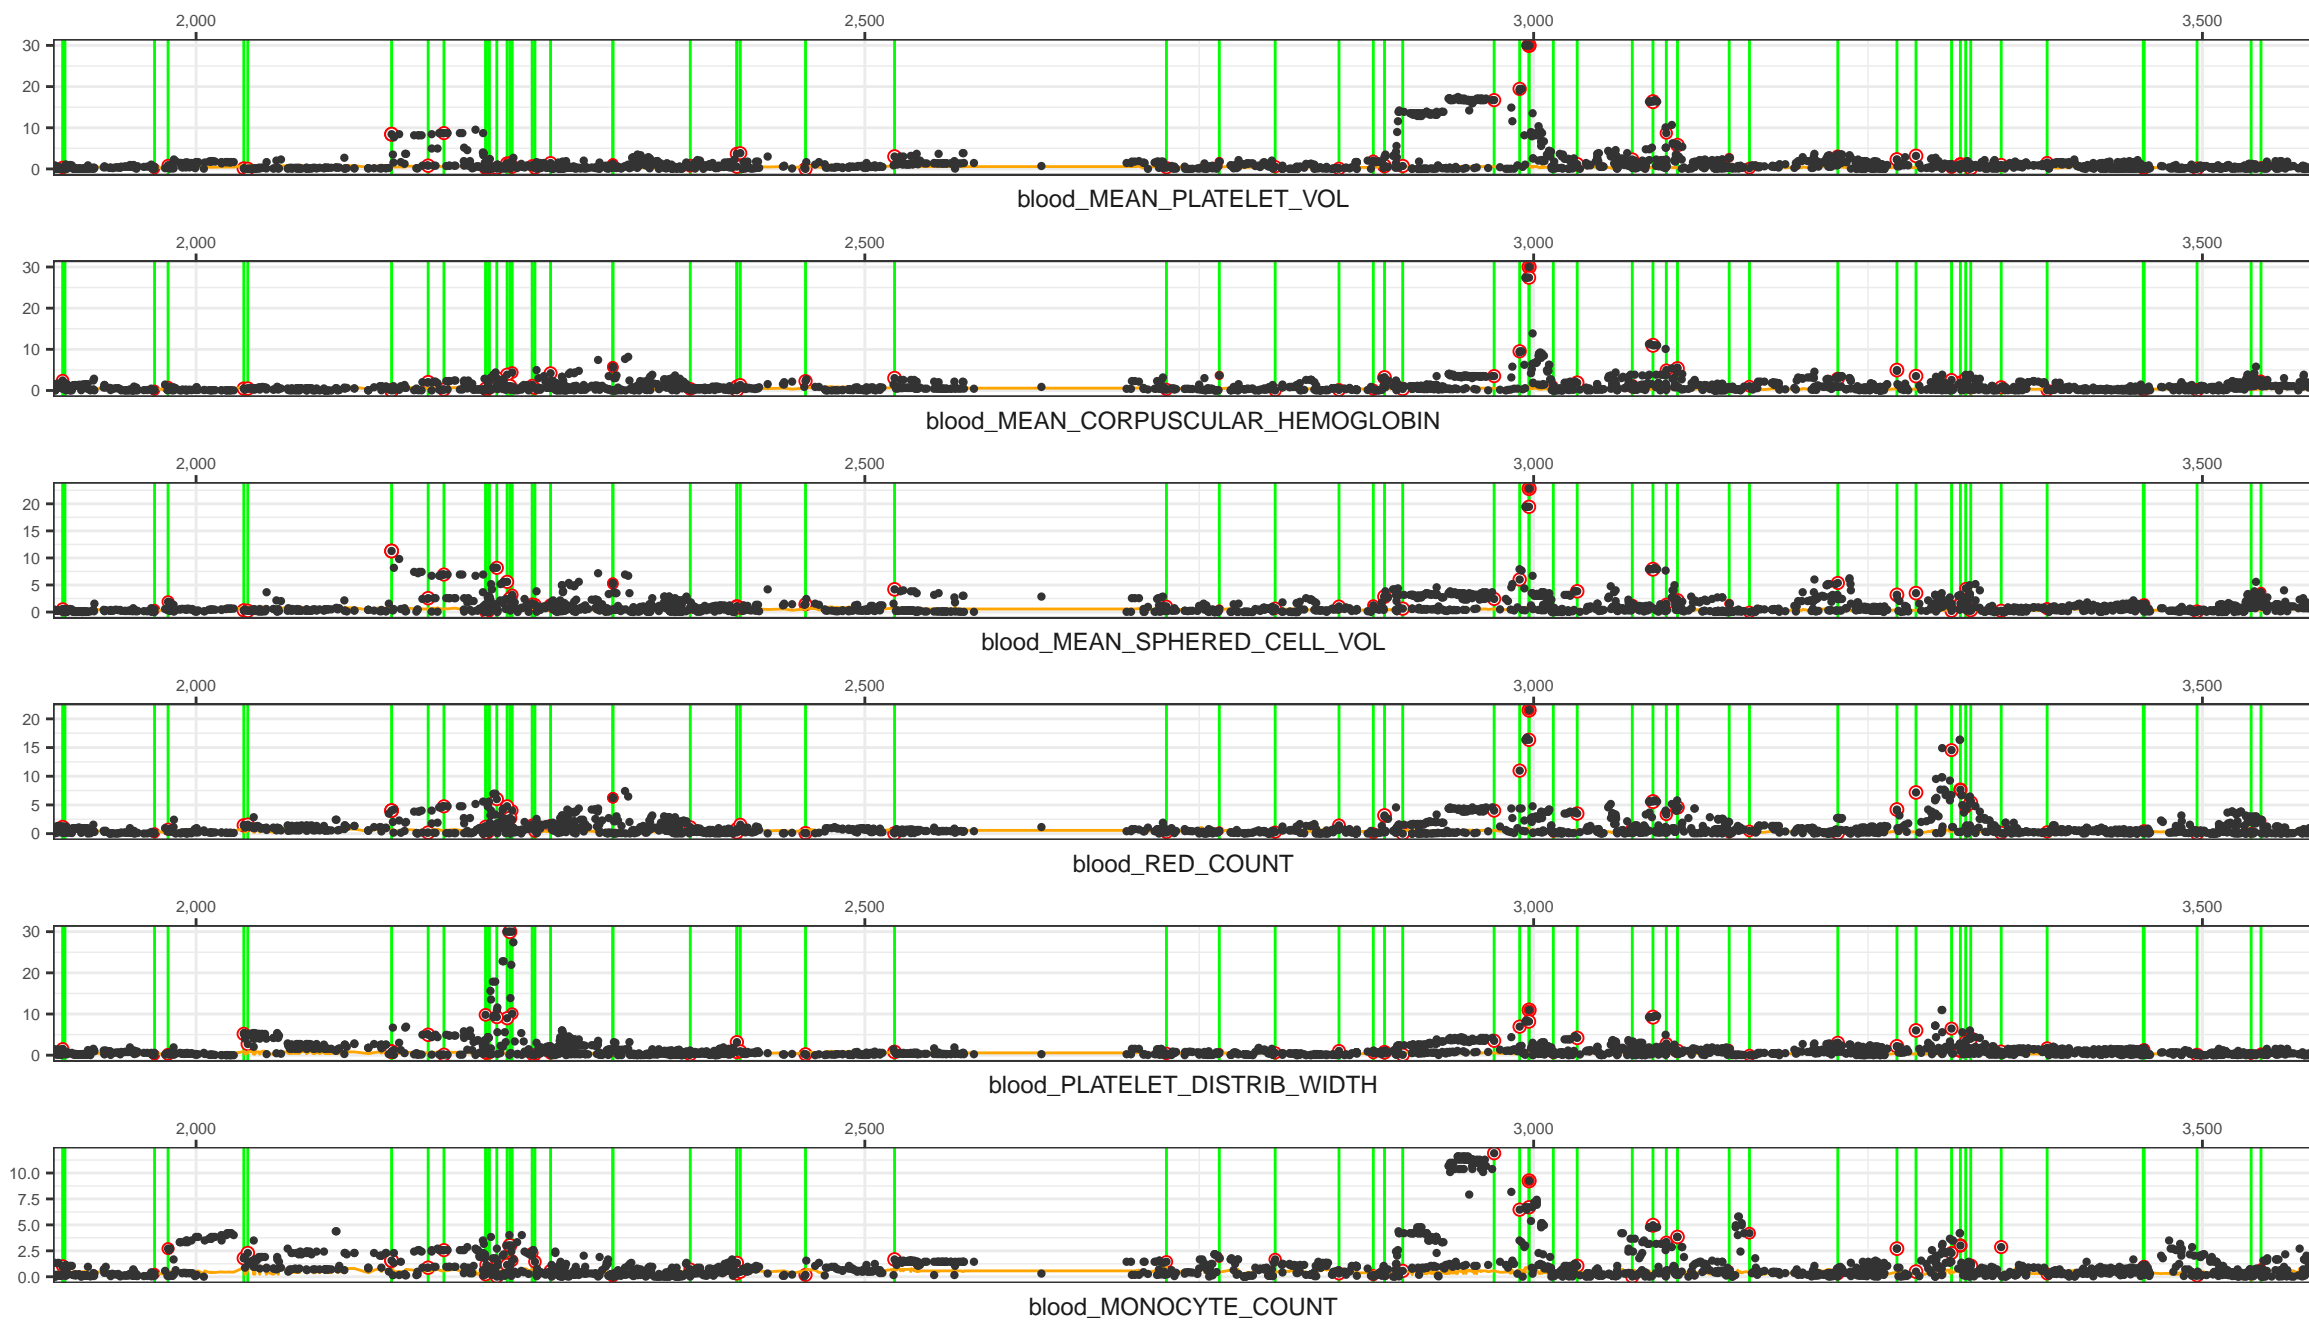 2,000 2,500 3,000 3,500
30
20
10
0
blood_MEAN_PLATELET_VOL
2,000 2,500 3,000 3,500
30
20
10
0
blood_MEAN_CORPUSCULAR_HEMOGLOBIN
2,000 2,500 3,000 3,500
20
15
10
5
0
blood_MEAN_SPHERED_CELL_VOL
2,000 2,500 3,000 3,500
20
15
10
5
0
blood_RED_COUNT
2,000 2,500 3,000 3,500
30
20
10
0
blood_PLATELET_DISTRIB_WIDTH
2,000 2,500 3,000 3,500
10.0
7.5
5.0
2.5
0.0
blood_MONOCYTE_COUNT